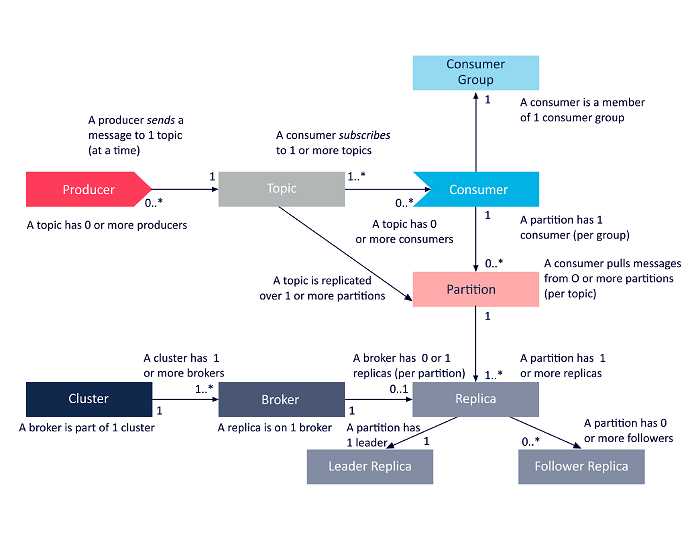 Consumer
Group
1
A consumer is a member
of 1 consumer group
A producer sends a
message to 1 topic
(at a time)
A consumer subscribes
to 1 or more topics
Producer
1
0..*
Topic
1..*
0..*
Consumer
A topic has 0 or more producers
A topic has 0
or more consumers
1
A partition has 1
consumer (per group)
0..*
A consumer pulls messages
from O or more partitions
(per topic)
A topic is replicated
over 1 or more partitions
Partition
1
A cluster has 1
or more brokers
A broker has 0 or 1
replicas (per partition)
A partition has 1
or more replicas
1..*
Cluster
1..*
1
Broker
0..1
1
Replica
A broker is part of 1 cluster
A replica is on 1 broker
A partition has
1 leader
1
0..*
A partition has 0
or more followers
Leader Replica
Follower Replica